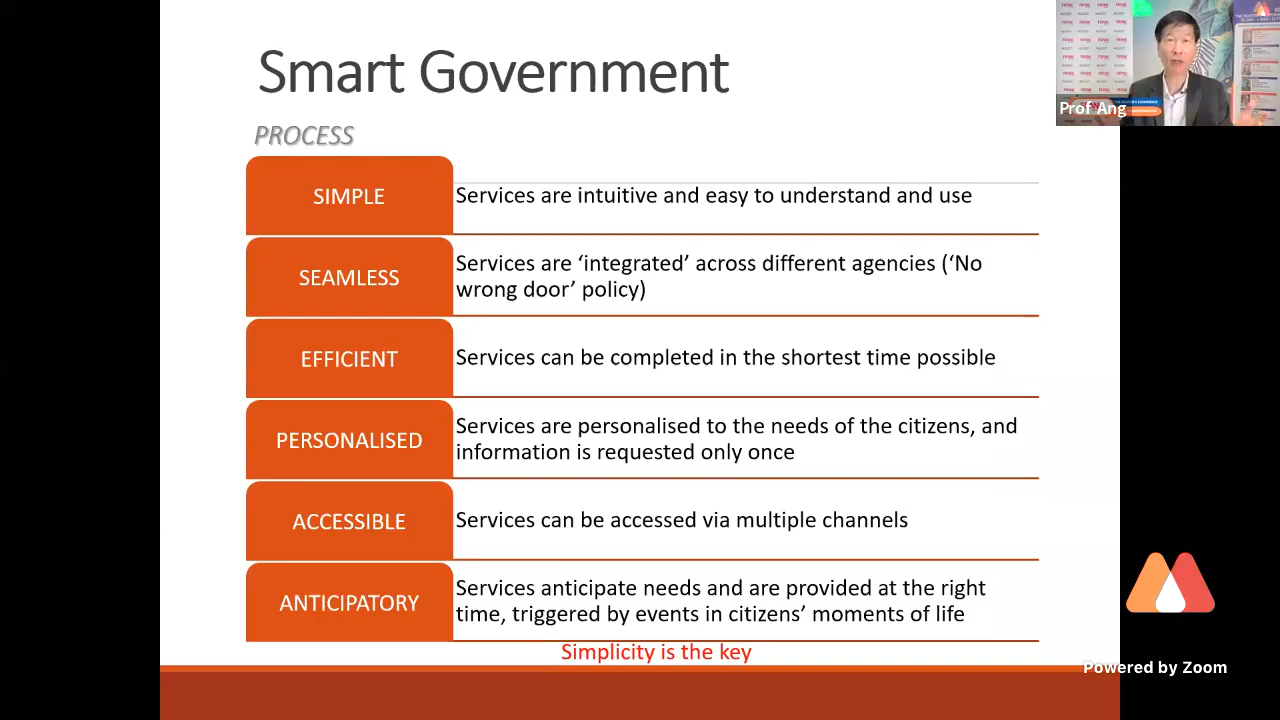 Smart Government
PROCESS
SIMPLE
Services are intuitive and easy to understand and use
SEAMLESS
Services are ‘integrated’ across different agencies (‘No
wrong door’ policy)
EFFICIENT
Services can be completed in the shortest time possible
PERSONALISED
Services are personalised to the needs of the citizens, and
information is requested only once
ACCESSIBLE
Services can be accessed via multiple channels
ANTICIPATORY
Services anticipate needs and are provided at the right
time, triggered by events in citizens’ moments of life
Simplicity is the key
Prof Ang
Powered by Zoom